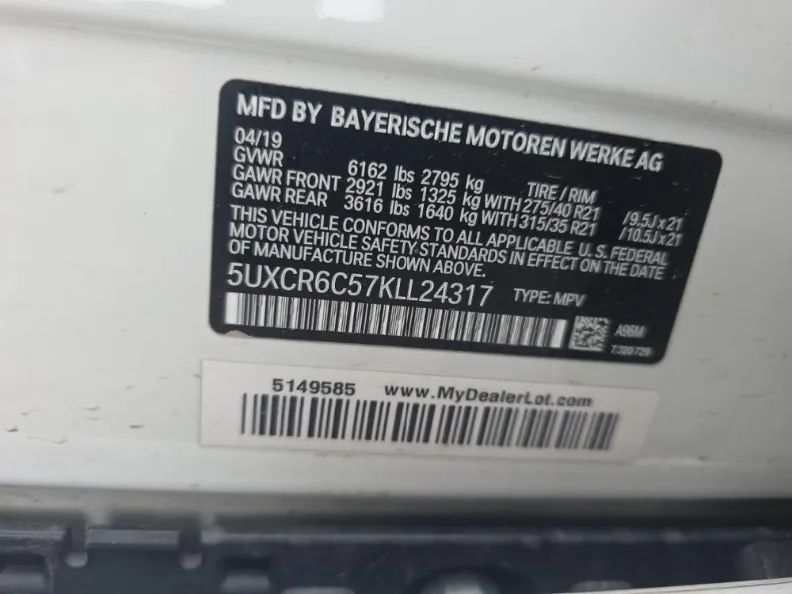 MFD BY BAYERISCHE MOTOREN WERKE AG
04/19
GVWR 6162 lbs 2795 kg TIRE / RIM
GAWR FRONT 2921 lbs 1325 kg WITH 275/40 R21 /9.5J x 21
GAWR REAR 3616 lbs 1640 kg WITH 315/35 R21 /10.5J x 21
THIS VEHICLE CONFORMS TO ALL APPLICABLE U. S. FEDERAL
MOTOR VEHICLE SAFETY STANDARDS IN EFFECT ON THE DATE
OF MANUFACTURE SHOWN ABOVE.
5UXCR6C57KLL24317 TYPE: MPV
A96M
7 320729
5149585 www.MyDealerLot.com